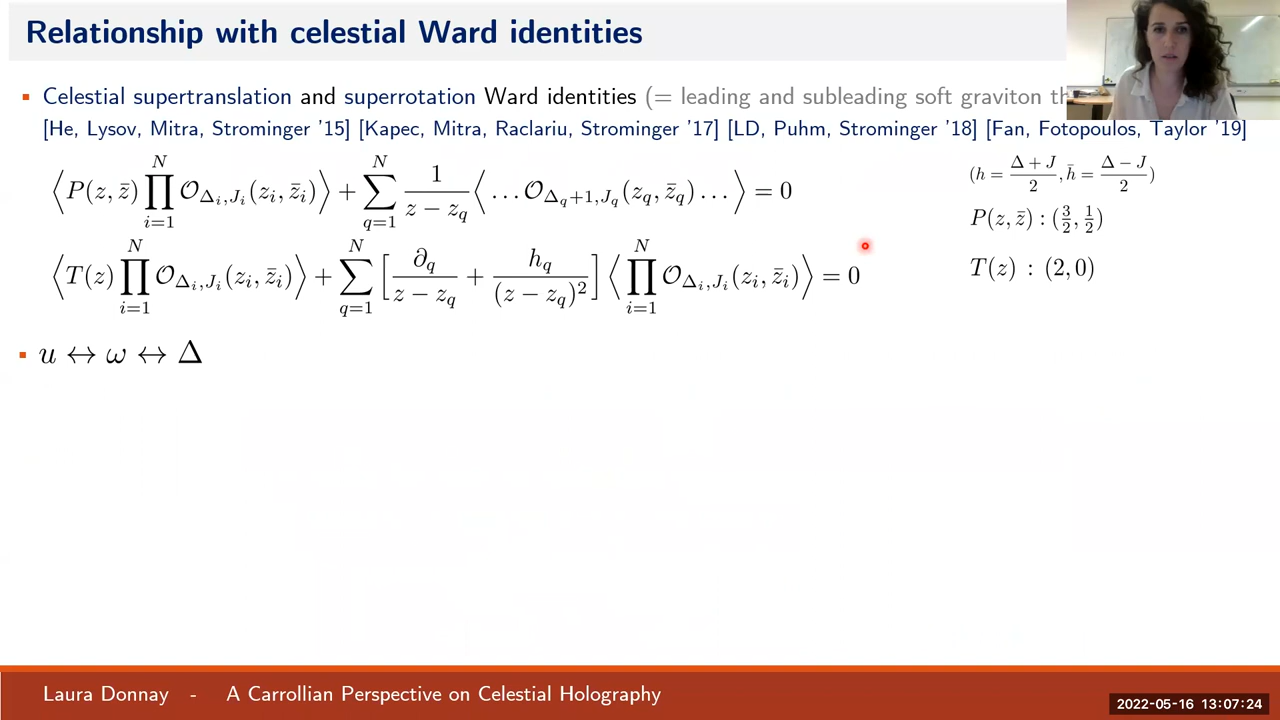 Relationship with celestial Ward identities
▪ Celestial supertranslation and superrotation Ward identities (= leading and subleading soft graviton
[He, Lysov, Mitra, Strominger '15] [Kapec, Mitra, Raclariu, Strominger '17] [LD, Puhm, Strominger '18] [Fan, Fotopoulos, Taylor '19]
⟨P(z, z̄) ∏_{i=1}^{N} 𝒪_{Δ_i,J_i}(z_i, z̄_i)⟩ + ∑_{q=1}^{N} 1/(z − z_q) ⟨… 𝒪_{Δ_q+1,J_q}(z_q, z̄_q) …⟩ = 0
(h = (Δ + J)/2, h̄ = (Δ − J)/2)
P(z, z̄) : (3/2, 1/2)
⟨T(z) ∏_{i=1}^{N} 𝒪_{Δ_i,J_i}(z_i, z̄_i)⟩ + ∑_{q=1}^{N} [∂_q/(z − z_q) + h_q/(z − z_q)^2] ⟨∏_{i=1}^{N} 𝒪_{Δ_i,J_i}(z_i, z̄_i)⟩ = 0
T(z) : (2, 0)
▪ u ↔ ω ↔ Δ
Laura Donnay - A Carrollian Perspective on Celestial Holography
2022-05-16 13:07:24